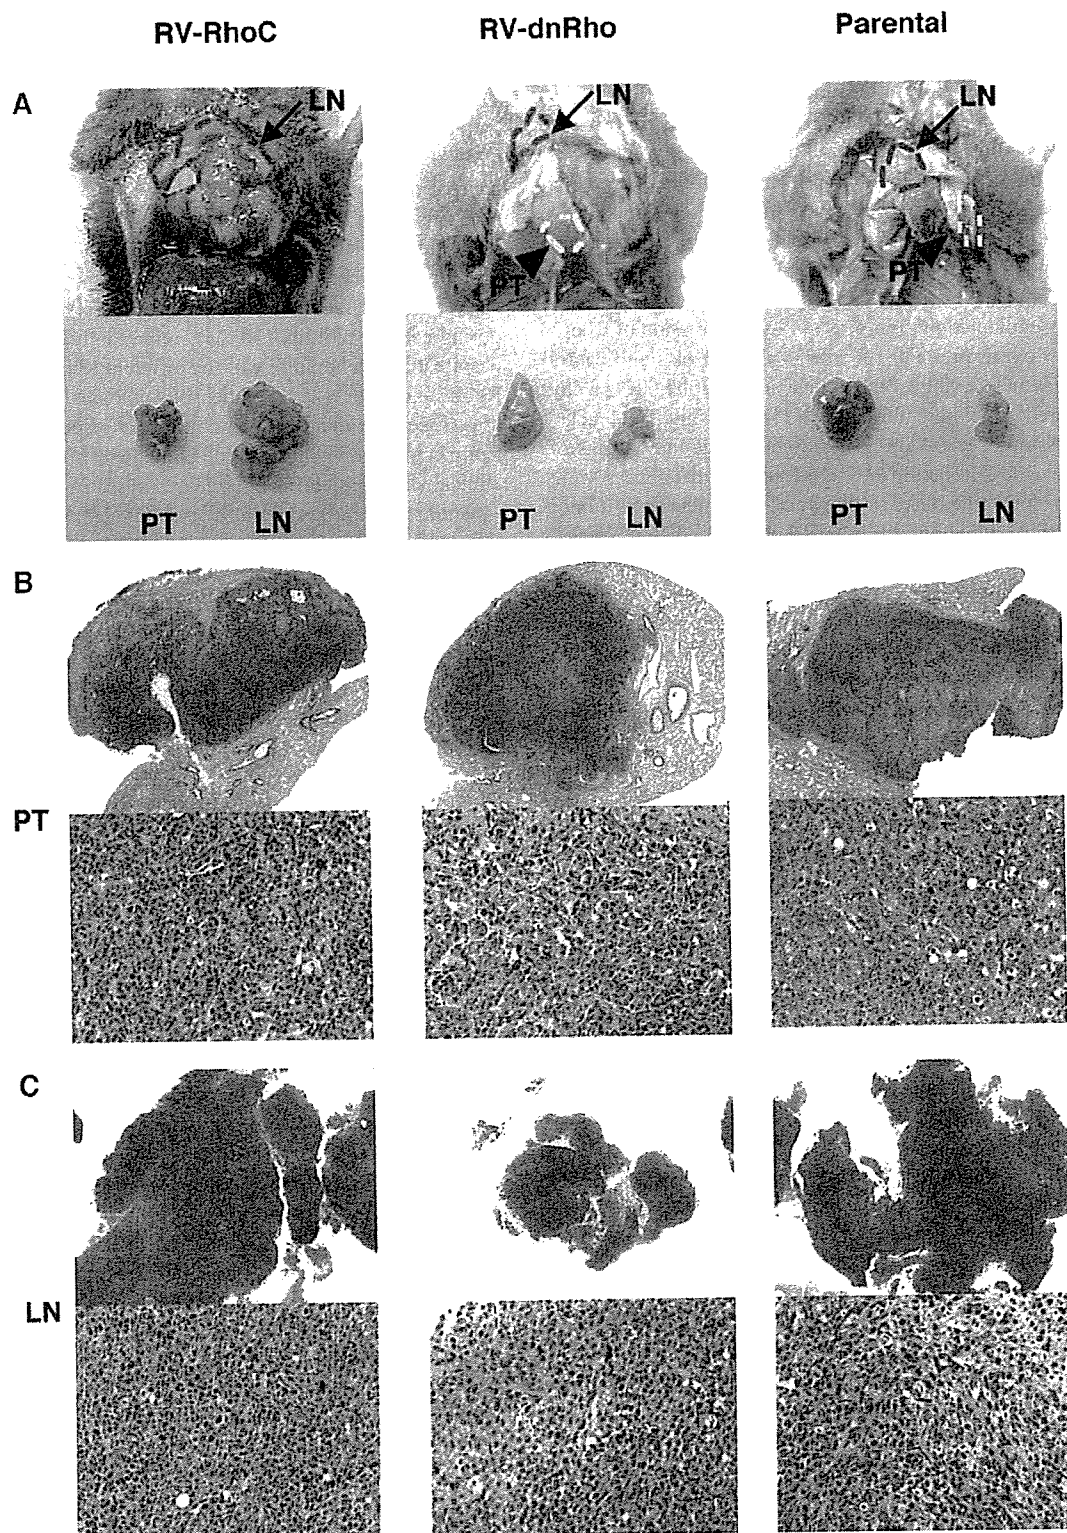 RV-RhoC RV-dnRho Parental
A
LN LN LN
PT PT
PT LN PT LN PT LN
B
PT
C
LN